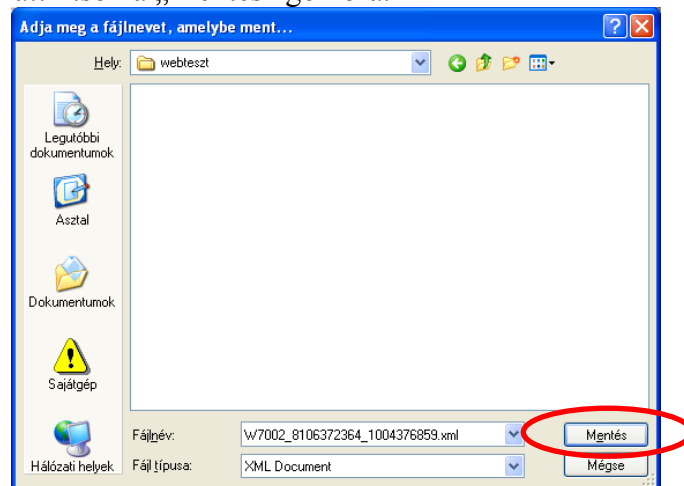 Adja meg a fájlnevet, amelybe ment...
Hely:
webteszt
Legutóbbi
dokumentumok
Asztal
Dokumentumok
Sajátgép
Hálózati helyek
Fájlnév:
W7002_8106372364_1004376859.xml
Mentés
Fájl típusa:
XML Document
Mégse